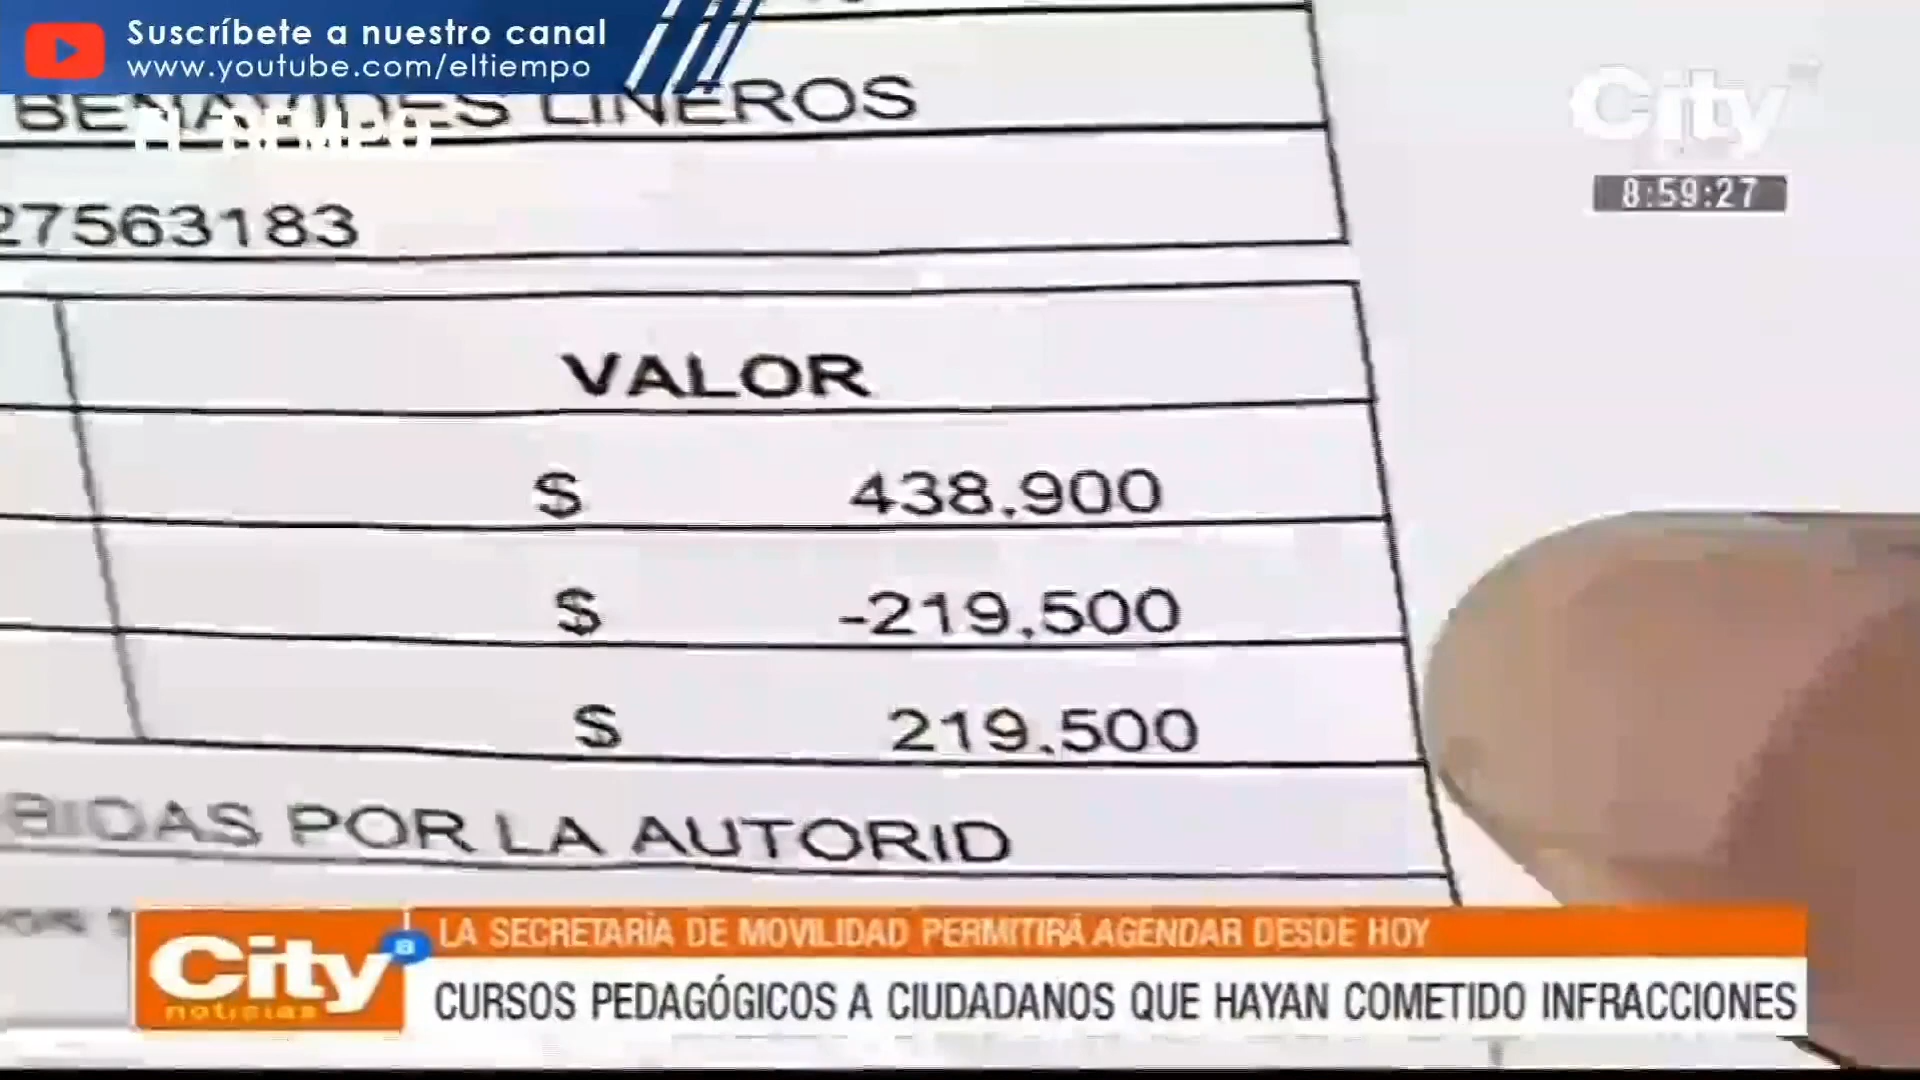 Suscríbete a nuestro canal
www.youtube.com/eltiempo
BENAVIDES LINEROS
EL TIEMPO
City
8:59:27
27563183
VALOR
$ 438.900
$ -219.500
$ 219.500
BIDAS POR LA AUTORID
LA SECRETARÍA DE MOVILIDAD PERMITIRÁ AGENDAR DESDE HOY
City
noticias
CURSOS PEDAGÓGICOS A CIUDADANOS QUE HAYAN COMETIDO INFRACCIONES